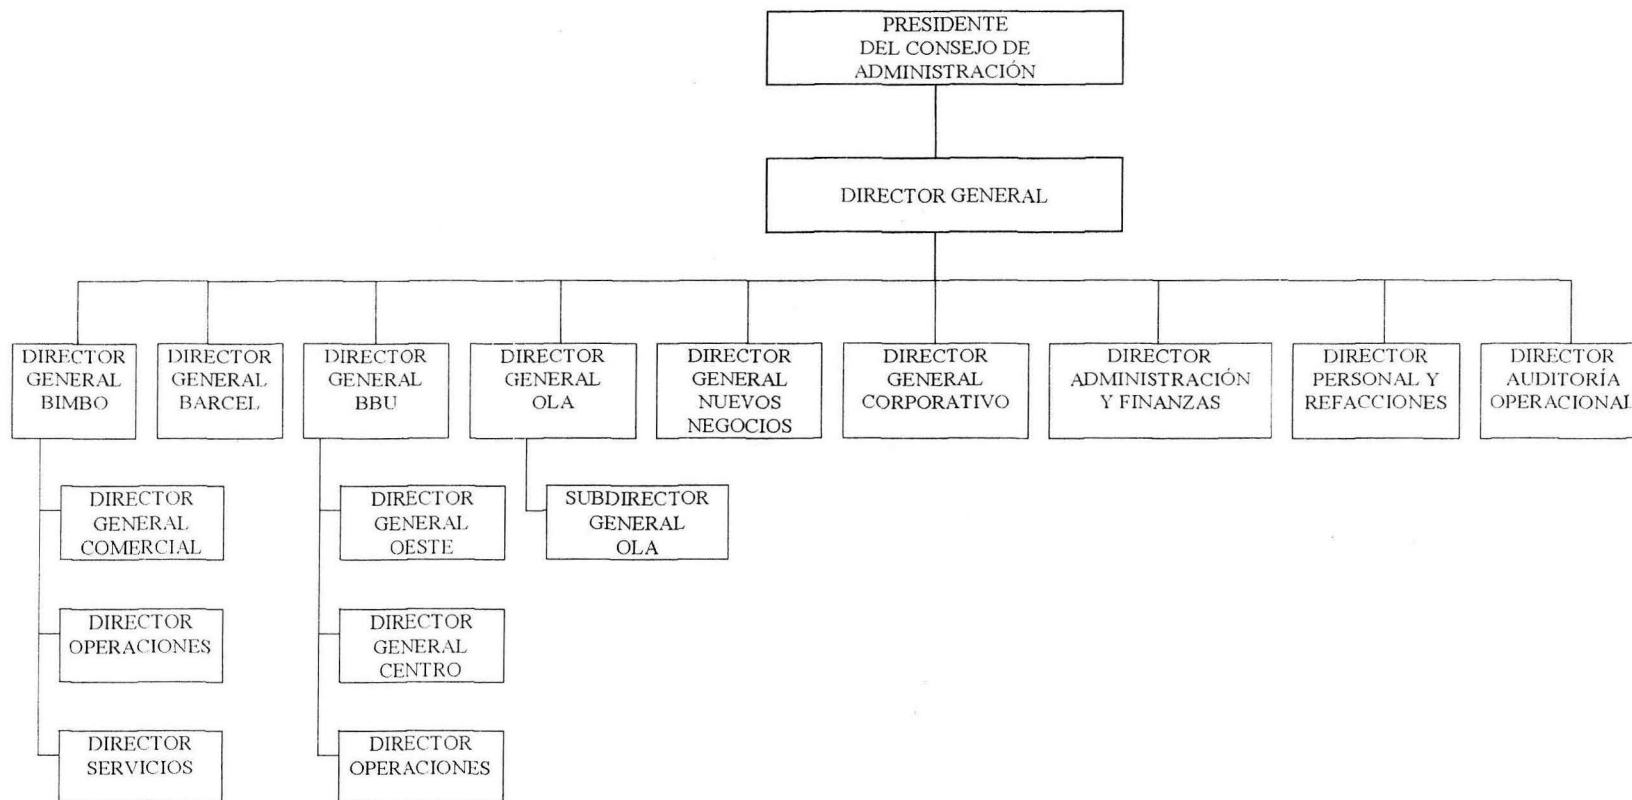 PRESIDENTE
DEL CONSEJO DE
ADMINISTRACIÓN
DIRECTOR GENERAL
DIRECTOR
GENERAL
BIMBO
DIRECTOR
GENERAL
BARCEL
DIRECTOR
GENERAL
BBU
DIRECTOR
GENERAL
OLA
DIRECTOR
GENERAL
NUEVOS
NEGOCIOS
DIRECTOR
GENERAL
CORPORATIVO
DIRECTOR
ADMINISTRACIÓN
Y FINANZAS
DIRECTOR
PERSONAL Y
REFACCIONES
DIRECTOR
AUDITORÍA
OPERACIONAL
DIRECTOR
GENERAL
COMERCIAL
DIRECTOR
GENERAL
OESTE
SUBDIRECTOR
GENERAL
OLA
DIRECTOR
OPERACIONES
DIRECTOR
GENERAL
CENTRO
DIRECTOR
SERVICIOS
DIRECTOR
OPERACIONES